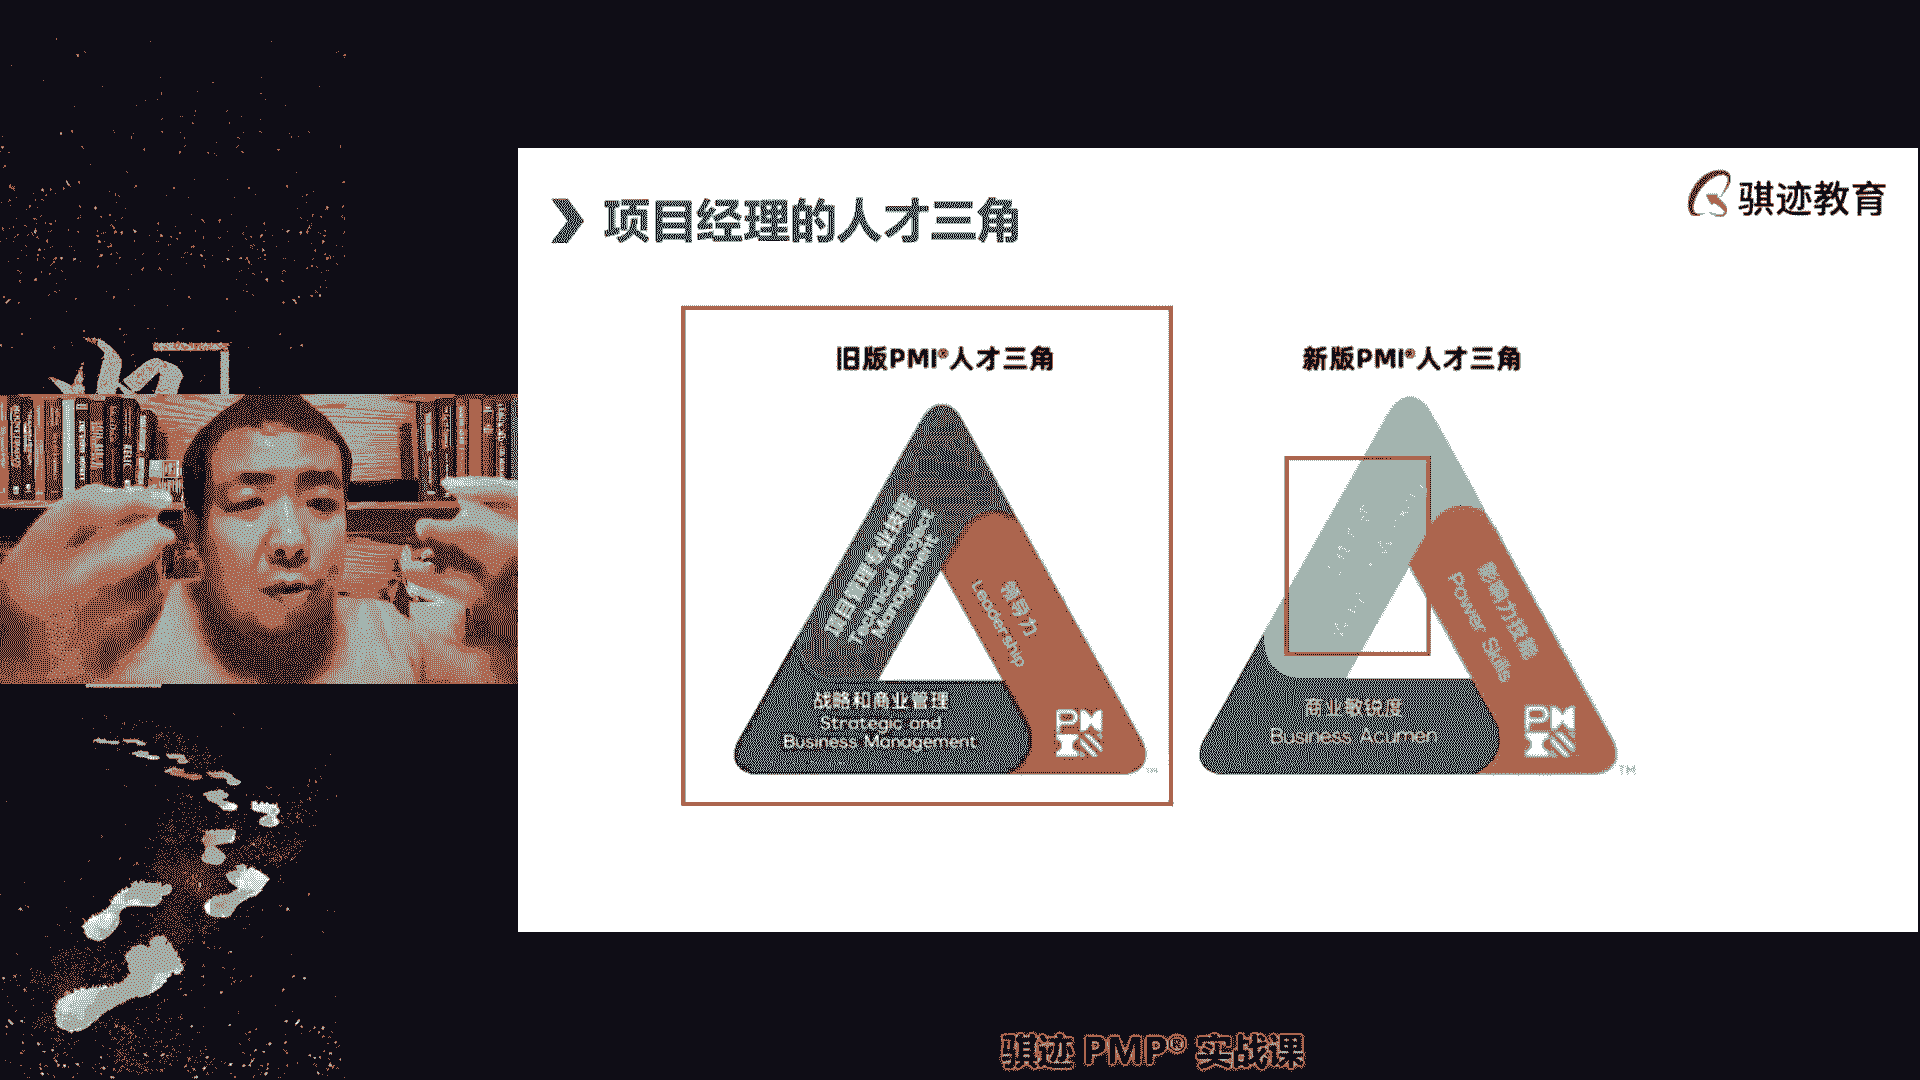 项目经理的人才三角
骐迹教育
旧版PMI®人才三角
项目管理专业技能
Technical Project
Management
领导力
Leadership
战略和商业管理
Strategic and
Business Management
PMI
TM
新版PMI®人才三角
影响力技能
Power Skills
商业敏锐度
Business Acumen
PMI
TM
骐迹 PMP® 实战课